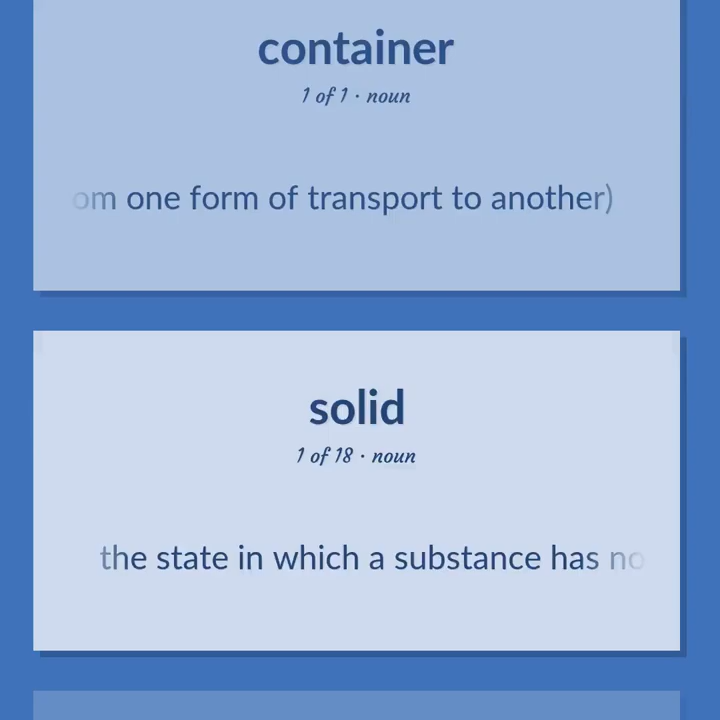 container
1 of 1 · noun
om one form of transport to another)
solid
1 of 18 · noun
the state in which a substance has no